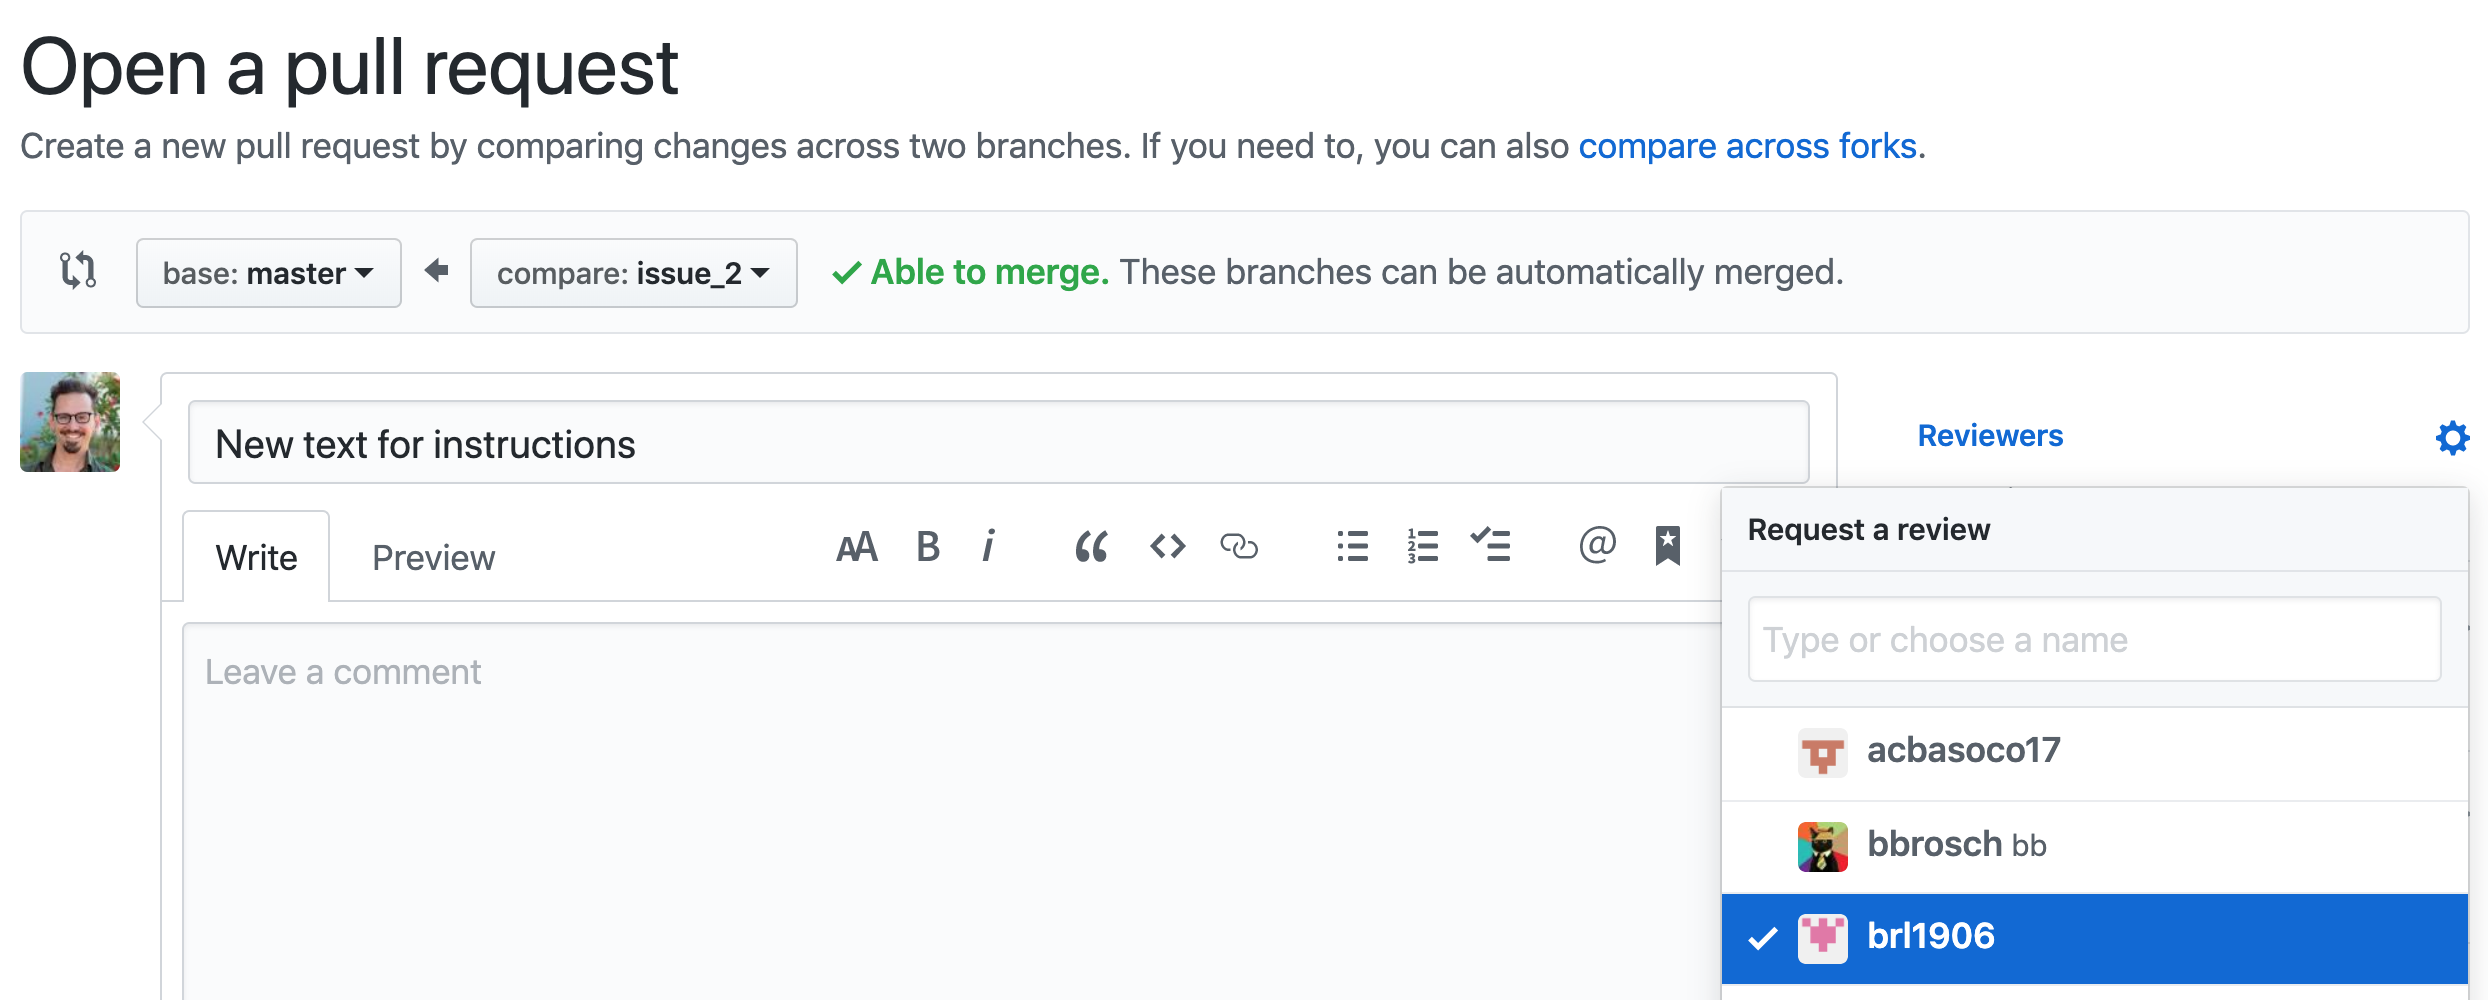 Open a pull request
Create a new pull request by comparing changes across two branches. If you need to, you can also compare across forks.
base: master
compare: issue_2
Able to merge. These branches can be automatically merged.
New text for instructions
Reviewers
Write
Preview
AA B i “ <> @
Request a review
Leave a comment
Type or choose a name
acbasoco17
bbrosch bb
brl1906